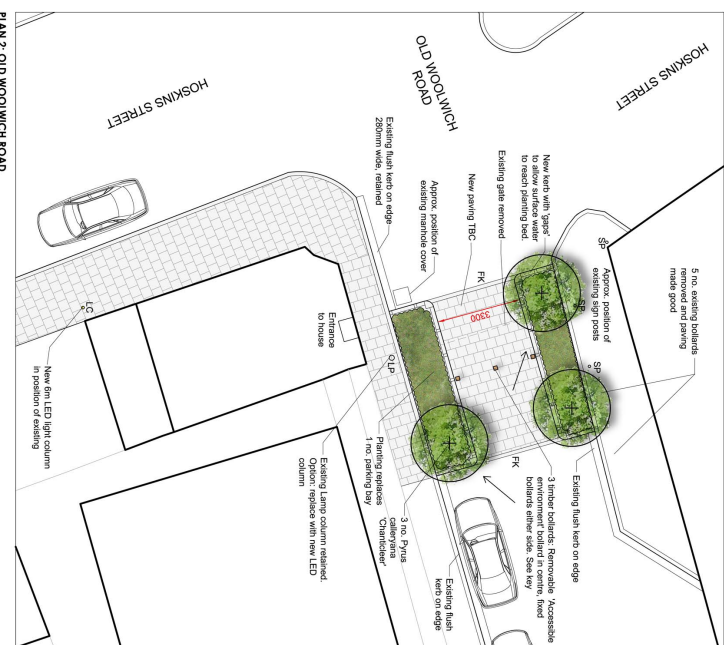 PLAN 2: OLD WOOLWICH ROAD
HOSKINS STREET
OLD WOOLWICH
ROAD
HOSKINS STREET
5 no. existing bollards
removed and paving
made good
SP
Approx. position of
existing sign posts
SP
SP
New kerb with 'gaps'
to allow surface water
to reach planting bed.
Existing gate removed
New paving TBC
FK
3300
Approx. position of
existing manhole cover
Existing flush kerb on edge
280mm wide, retained
Existing flush kerb on edge
FK
3 timber bollards: Removable 'Accessible
environment' bollard in centre, fixed
bollards either side. See key
3 no. Pyrus
calleryana
'Chanticleer'
Existing flush
kerb on edge
Planting replaces
1 no. parking bay
LP
Entrance
to house
Existing Lamp column retained.
Option: replace with new LED
column
LC
New 6m LED light column
in position of existing